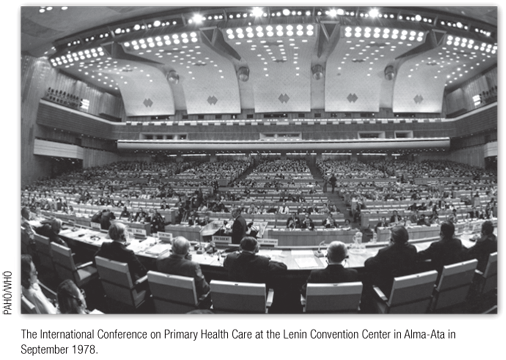 PAHO/WHO
The International Conference on Primary Health Care at the Lenin Convention Center in Alma-Ata in
September 1978.